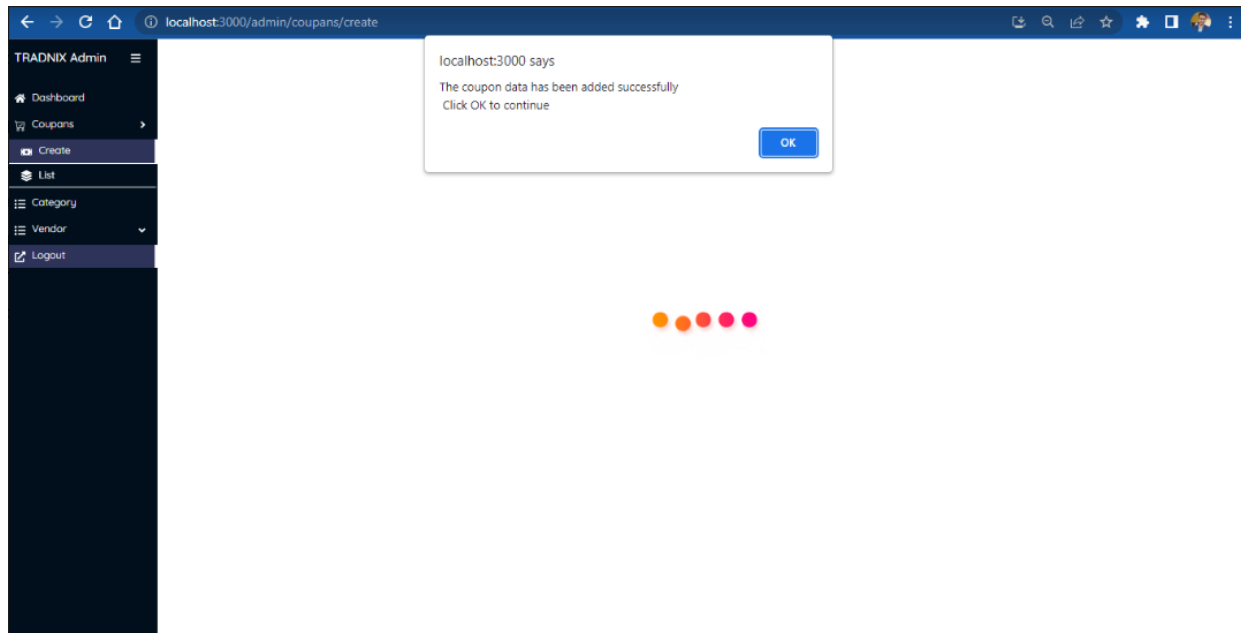 localhost:3000/admin/coupans/create
TRADNIX Admin
Dashboard
Coupans
Create
List
Category
Vendor
Logout
localhost:3000 says
The coupon data has been added successfully
Click OK to continue
OK